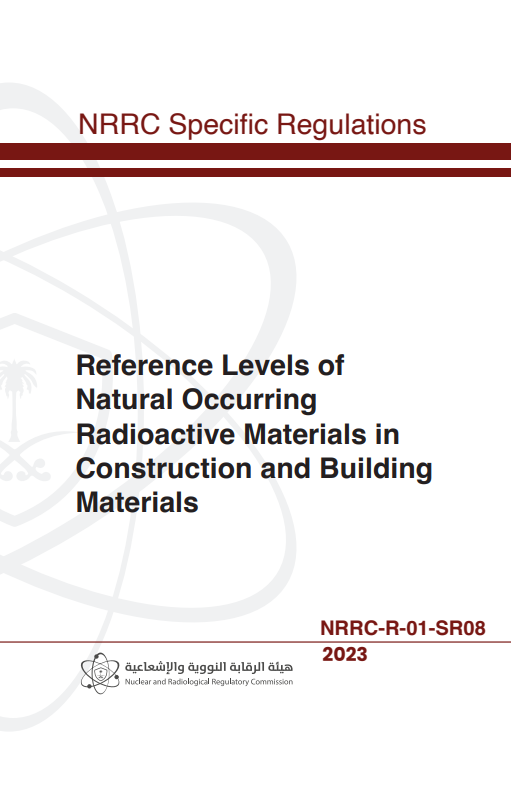 NRRC Specific Regulations
Reference Levels of
Natural Occurring
Radioactive Materials in
Construction and Building
Materials
NRRC-R-01-SR08
2023
هيئة الرقابة النووية والإشعاعية
Nuclear and Radiological Regulatory Commission